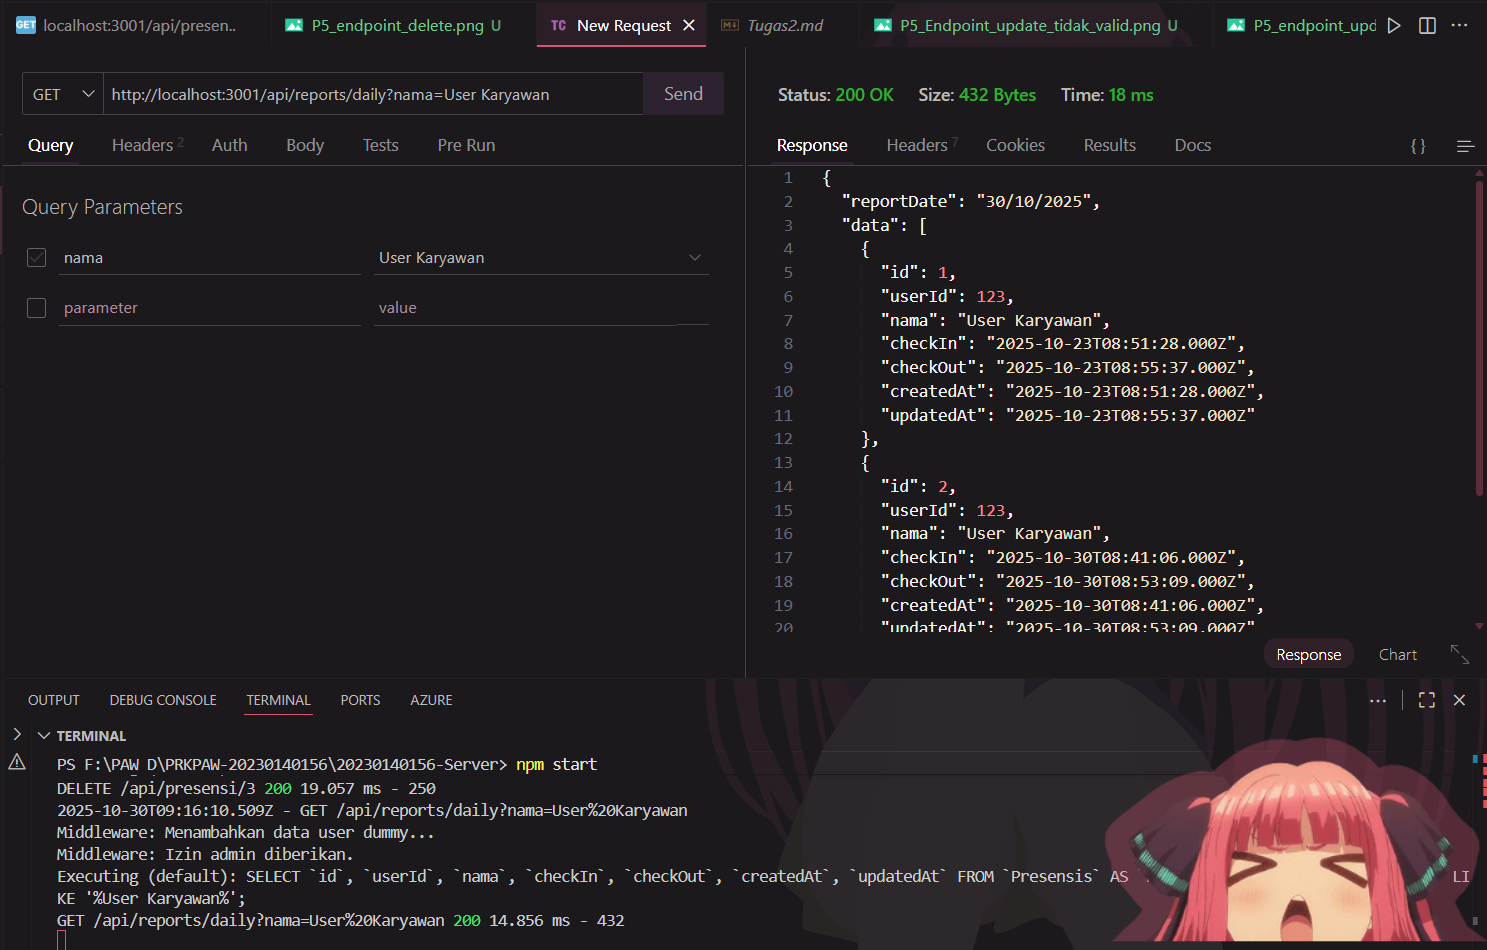 GET localhost:3001/api/presen..
P5_endpoint_delete.png U
TC New Request
Tugas2.md
P5_Endpoint_update_tidak_valid.png U
P5_endpoint_upd
GET
http://localhost:3001/api/reports/daily?nama=User Karyawan
Send
Query
Headers 2
Auth
Body
Tests
Pre Run
Query Parameters
nama
User Karyawan
parameter
value
Status: 200 OK Size: 432 Bytes Time: 18 ms
Response
Headers 7
Cookies
Results
Docs
{}
1 {
2 "reportDate": "30/10/2025",
3 "data": [
4 {
5 "id": 1,
6 "userId": 123,
7 "nama": "User Karyawan",
8 "checkIn": "2025-10-23T08:51:28.000Z",
9 "checkOut": "2025-10-23T08:55:37.000Z",
10 "createdAt": "2025-10-23T08:51:28.000Z",
11 "updatedAt": "2025-10-23T08:55:37.000Z"
12 },
13 {
14 "id": 2,
15 "userId": 123,
16 "nama": "User Karyawan",
17 "checkIn": "2025-10-30T08:41:06.000Z",
18 "checkOut": "2025-10-30T08:53:09.000Z",
19 "createdAt": "2025-10-30T08:41:06.000Z",
20 "updatedAt": "2025-10-30T08:53:09.000Z"
Response
Chart
OUTPUT
DEBUG CONSOLE
TERMINAL
PORTS
AZURE
TERMINAL
PS F:\PAW D\PRKPAW-20230140156\20230140156-Server> npm start
DELETE /api/presensi/3 200 19.057 ms - 250
2025-10-30T09:16:10.509Z - GET /api/reports/daily?nama=User%20Karyawan
Middleware: Menambahkan data user dummy...
Middleware: Izin admin diberikan.
Executing (default): SELECT `id`, `userId`, `nama`, `checkIn`, `checkOut`, `createdAt`, `updatedAt` FROM `Presensis` AS LI
KE '%User Karyawan%';
GET /api/reports/daily?nama=User%20Karyawan 200 14.856 ms - 432